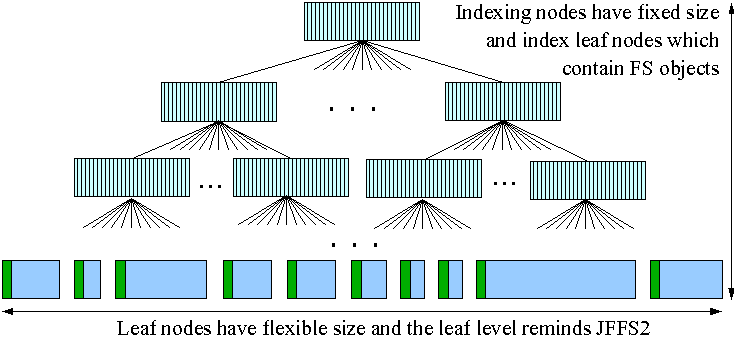 Indexing nodes have fixed size
and index leaf nodes which
contain FS objects
. . .
...
...
. . .
Leaf nodes have flexible size and the leaf level reminds JFFS2